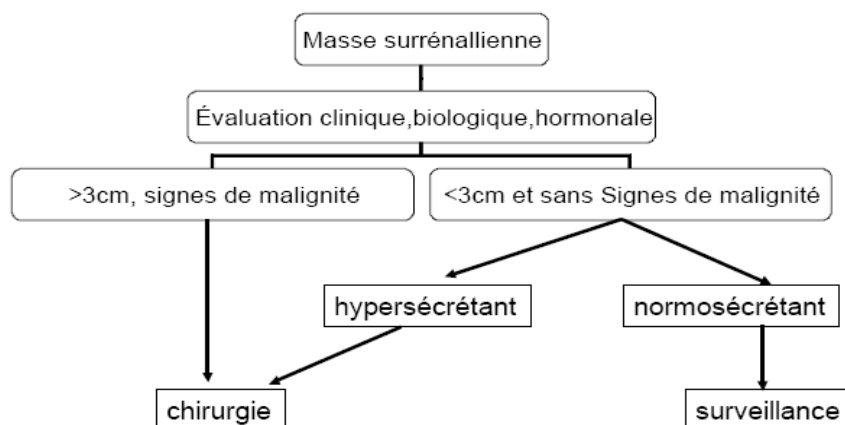 Masse surrénallienne
Évaluation clinique,biologique,hormonale
>3cm, signes de malignité
<3cm et sans Signes de malignité
hypersécrétant
normosécrétant
chirurgie
surveillance